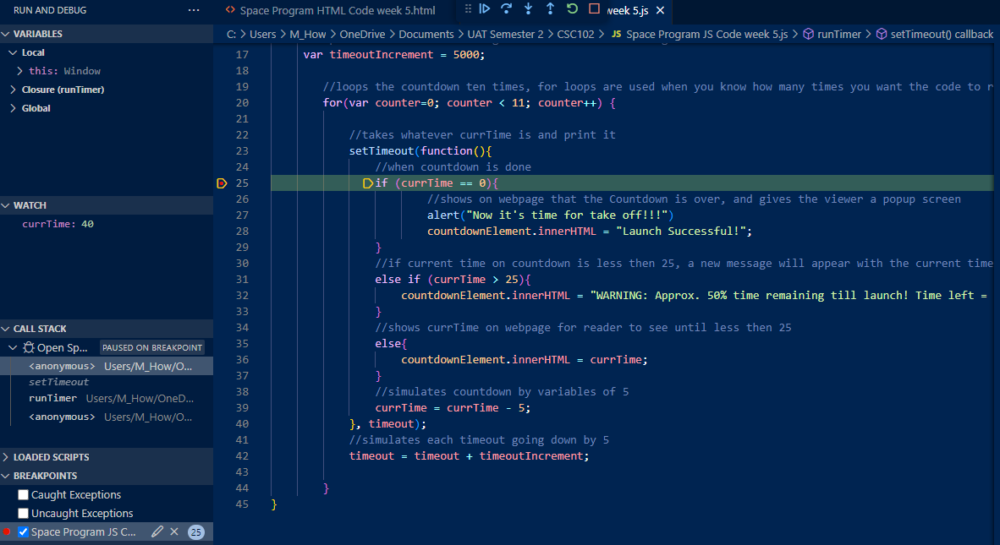 RUN AND DEBUG ···
Space Program HTML Code week 5.html
week 5.js
VARIABLES
Local
this: Window
Closure (runTimer)
Global
WATCH
currTime: 40
CALL STACK
Open Sp... PAUSED ON BREAKPOINT
<anonymous> Users/M_How/O...
setTimeout
runTimer Users/M_How/OneD...
<anonymous> Users/M_How/O...
LOADED SCRIPTS
BREAKPOINTS
Caught Exceptions
Uncaught Exceptions
Space Program JS C... 25
C: > Users > M_How > OneDrive > Documents > UAT Semester 2 > CSC102 > JS Space Program JS Code week 5.js > runTimer > setTimeout() callback
17 var timeoutIncrement = 5000;
18
19 //loops the countdown ten times, for loops are used when you know how many times you want the code to r
20 for(var counter=0; counter < 11; counter++) {
21
22 //takes whatever currTime is and print it
23 setTimeout(function(){
24 //when countdown is done
25 if (currTime == 0){
26 //shows on webpage that the Countdown is over, and gives the viewer a popup screen
27 alert("Now it's time for take off!!!")
28 countdownElement.innerHTML = "Launch Successful!";
29 }
30 //if current time on countdown is less then 25, a new message will appear with the current time
31 else if (currTime > 25){
32 countdownElement.innerHTML = "WARNING: Approx. 50% time remaining till launch! Time left =
33 }
34 //shows currTime on webpage for reader to see until less then 25
35 else{
36 countdownElement.innerHTML = currTime;
37 }
38 //simulates countdown by variables of 5
39 currTime = currTime - 5;
40 }, timeout);
41 //simulates each timeout going down by 5
42 timeout = timeout + timeoutIncrement;
43
44 }
45 }